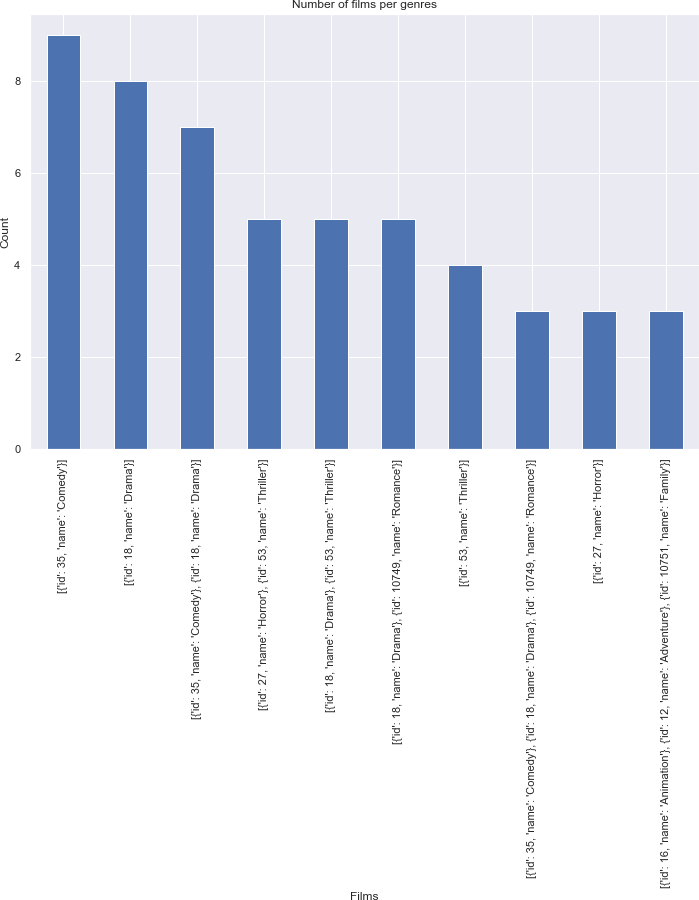 Number of films per genres
Count
8
6
4
2
0
[{'id': 35, 'name': 'Comedy'}]
[{'id': 18, 'name': 'Drama'}]
[{'id': 35, 'name': 'Comedy'}, {'id': 18, 'name': 'Drama'}]
[{'id': 27, 'name': 'Horror'}, {'id': 53, 'name': 'Thriller'}]
[{'id': 18, 'name': 'Drama'}, {'id': 53, 'name': 'Thriller'}]
[{'id': 18, 'name': 'Drama'}, {'id': 10749, 'name': 'Romance'}]
[{'id': 53, 'name': 'Thriller'}]
[{'id': 35, 'name': 'Comedy'}, {'id': 18, 'name': 'Drama'}, {'id': 10749, 'name': 'Romance'}]
[{'id': 27, 'name': 'Horror'}]
[{'id': 16, 'name': 'Animation'}, {'id': 12, 'name': 'Adventure'}, {'id': 10751, 'name': 'Family'}]
Films